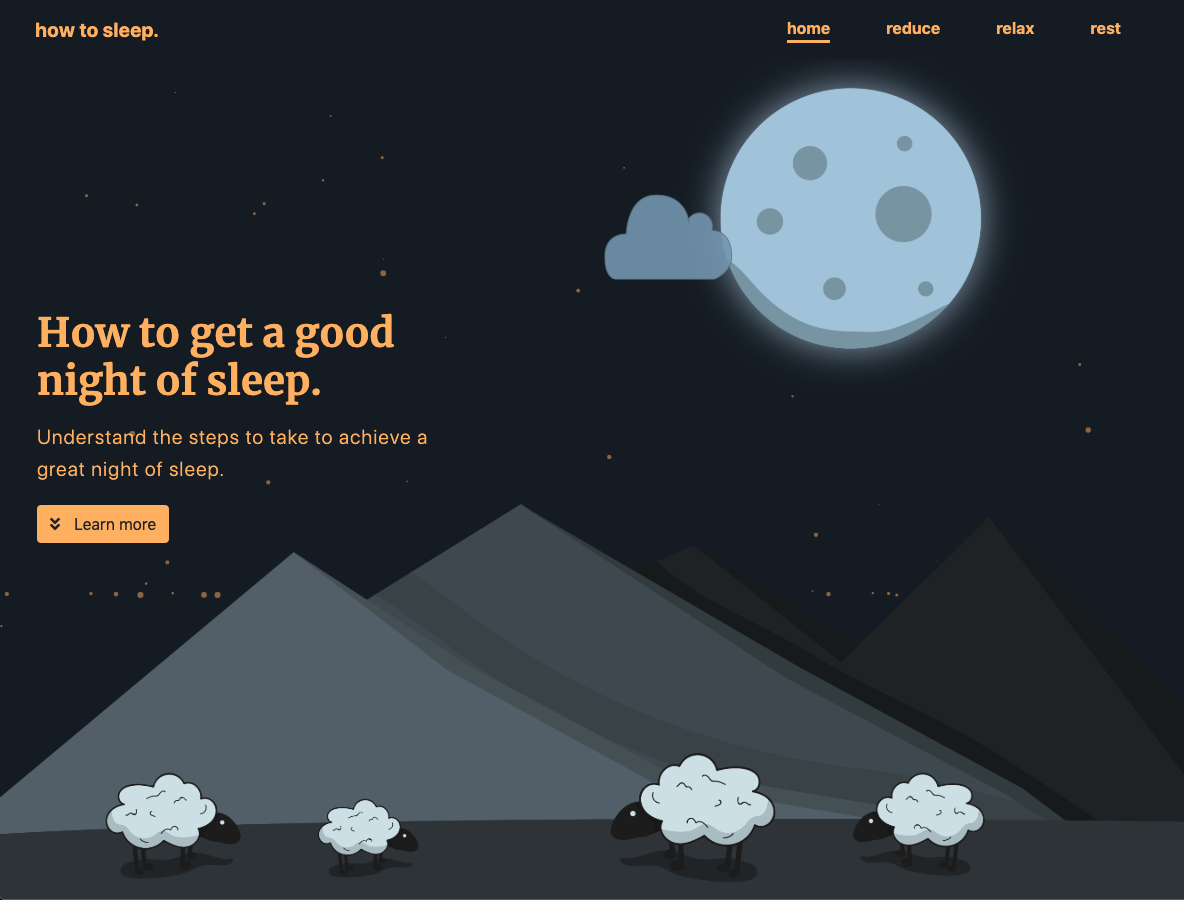 how to sleep.
home reduce relax rest
How to get a good
night of sleep.
Understand the steps to take to achieve a
great night of sleep.
Learn more